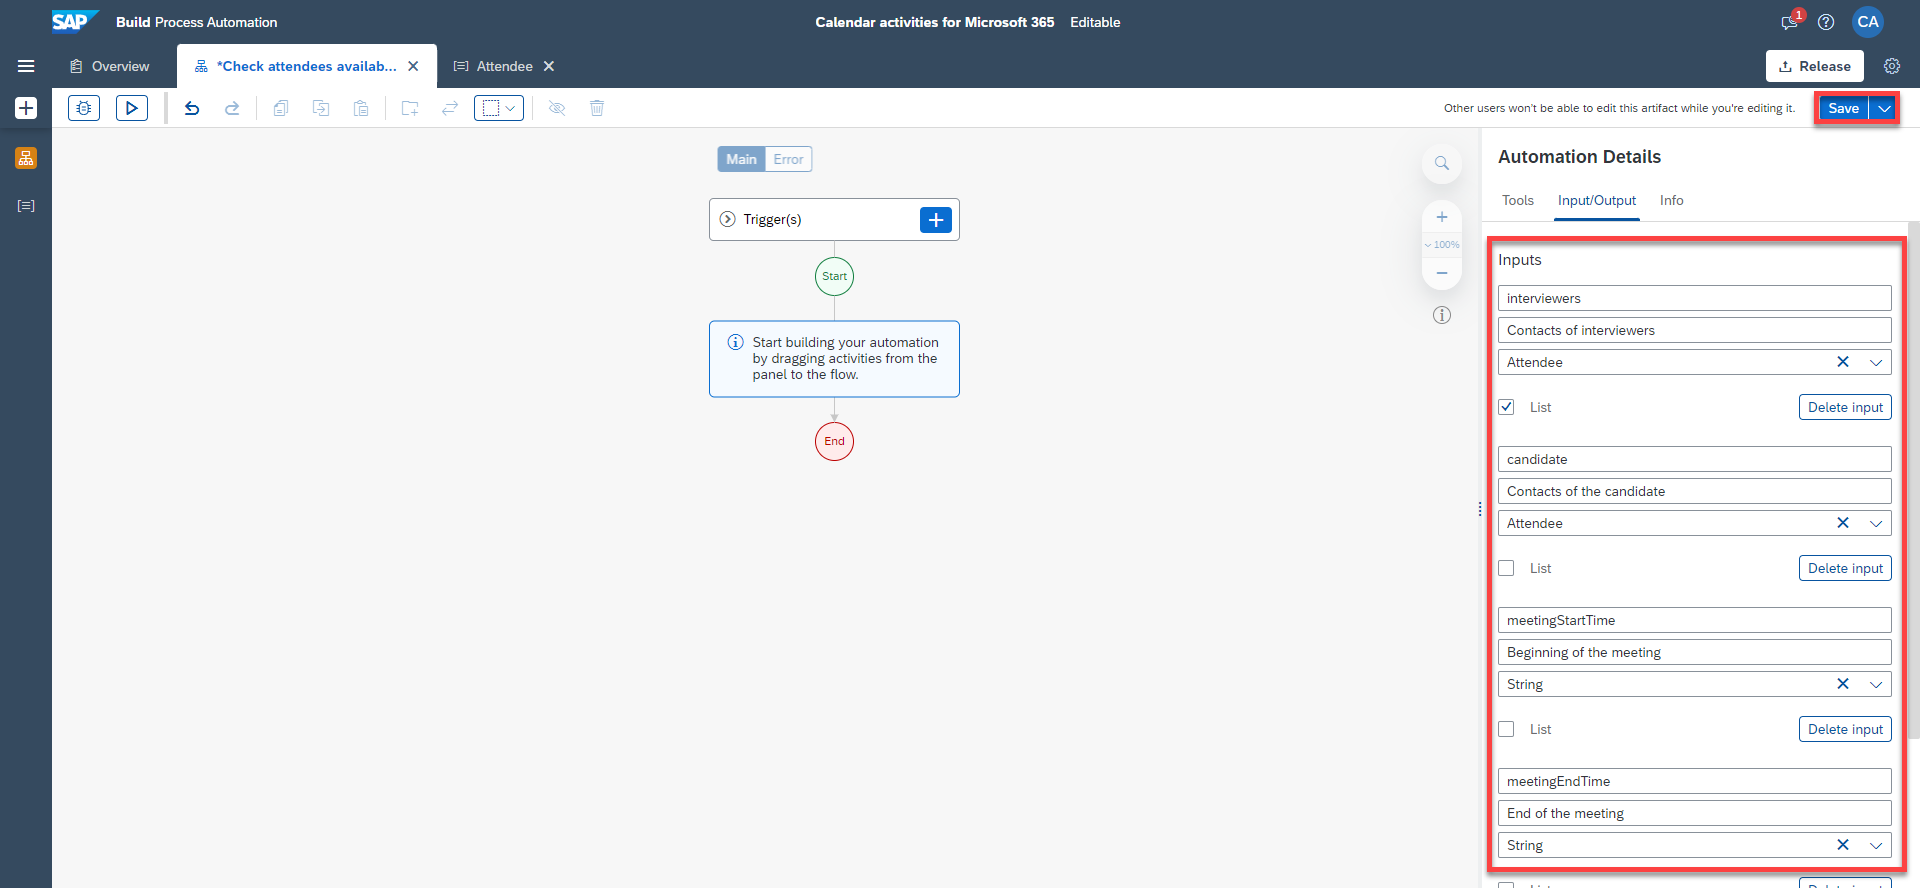 SAP Build Process Automation
Calendar activities for Microsoft 365 Editable
1
CA
Overview
*Check attendees availab...
Attendee
Release
Other users won't be able to edit this artifact while you're editing it.
Save
Main Error
Trigger(s)
Start
Start building your automation
by dragging activities from the
panel to the flow.
End
100%
Automation Details
Tools Input/Output Info
Inputs
interviewers
Contacts of interviewers
Attendee
List Delete input
candidate
Contacts of the candidate
Attendee
List Delete input
meetingStartTime
Beginning of the meeting
String
List Delete input
meetingEndTime
End of the meeting
String